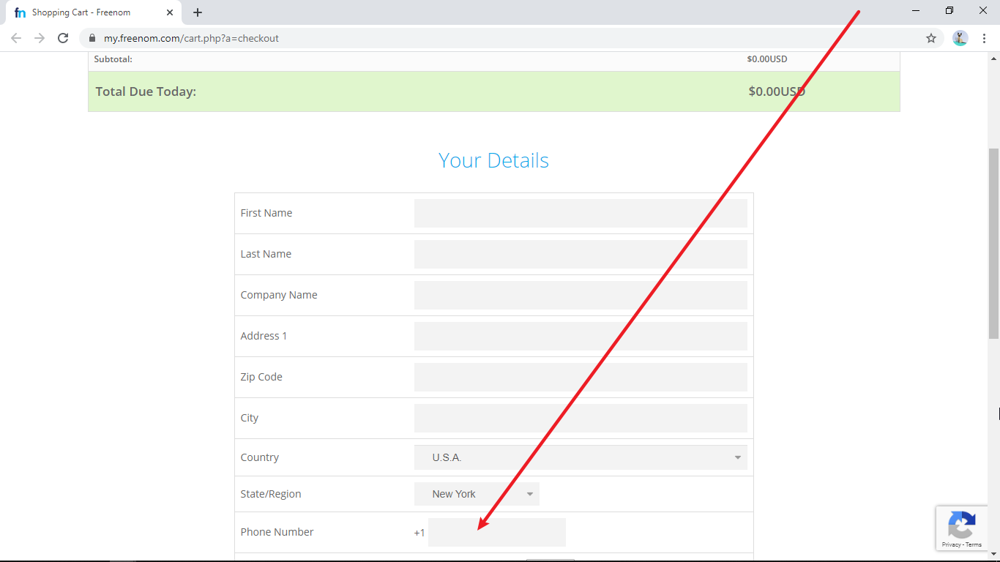 fn Shopping Cart - Freenom
my.freenom.com/cart.php?a=checkout
Subtotal: $0.00USD
Total Due Today: $0.00USD
Your Details
First Name
Last Name
Company Name
Address 1
Zip Code
City
Country U.S.A.
State/Region New York
Phone Number +1
Privacy - Terms